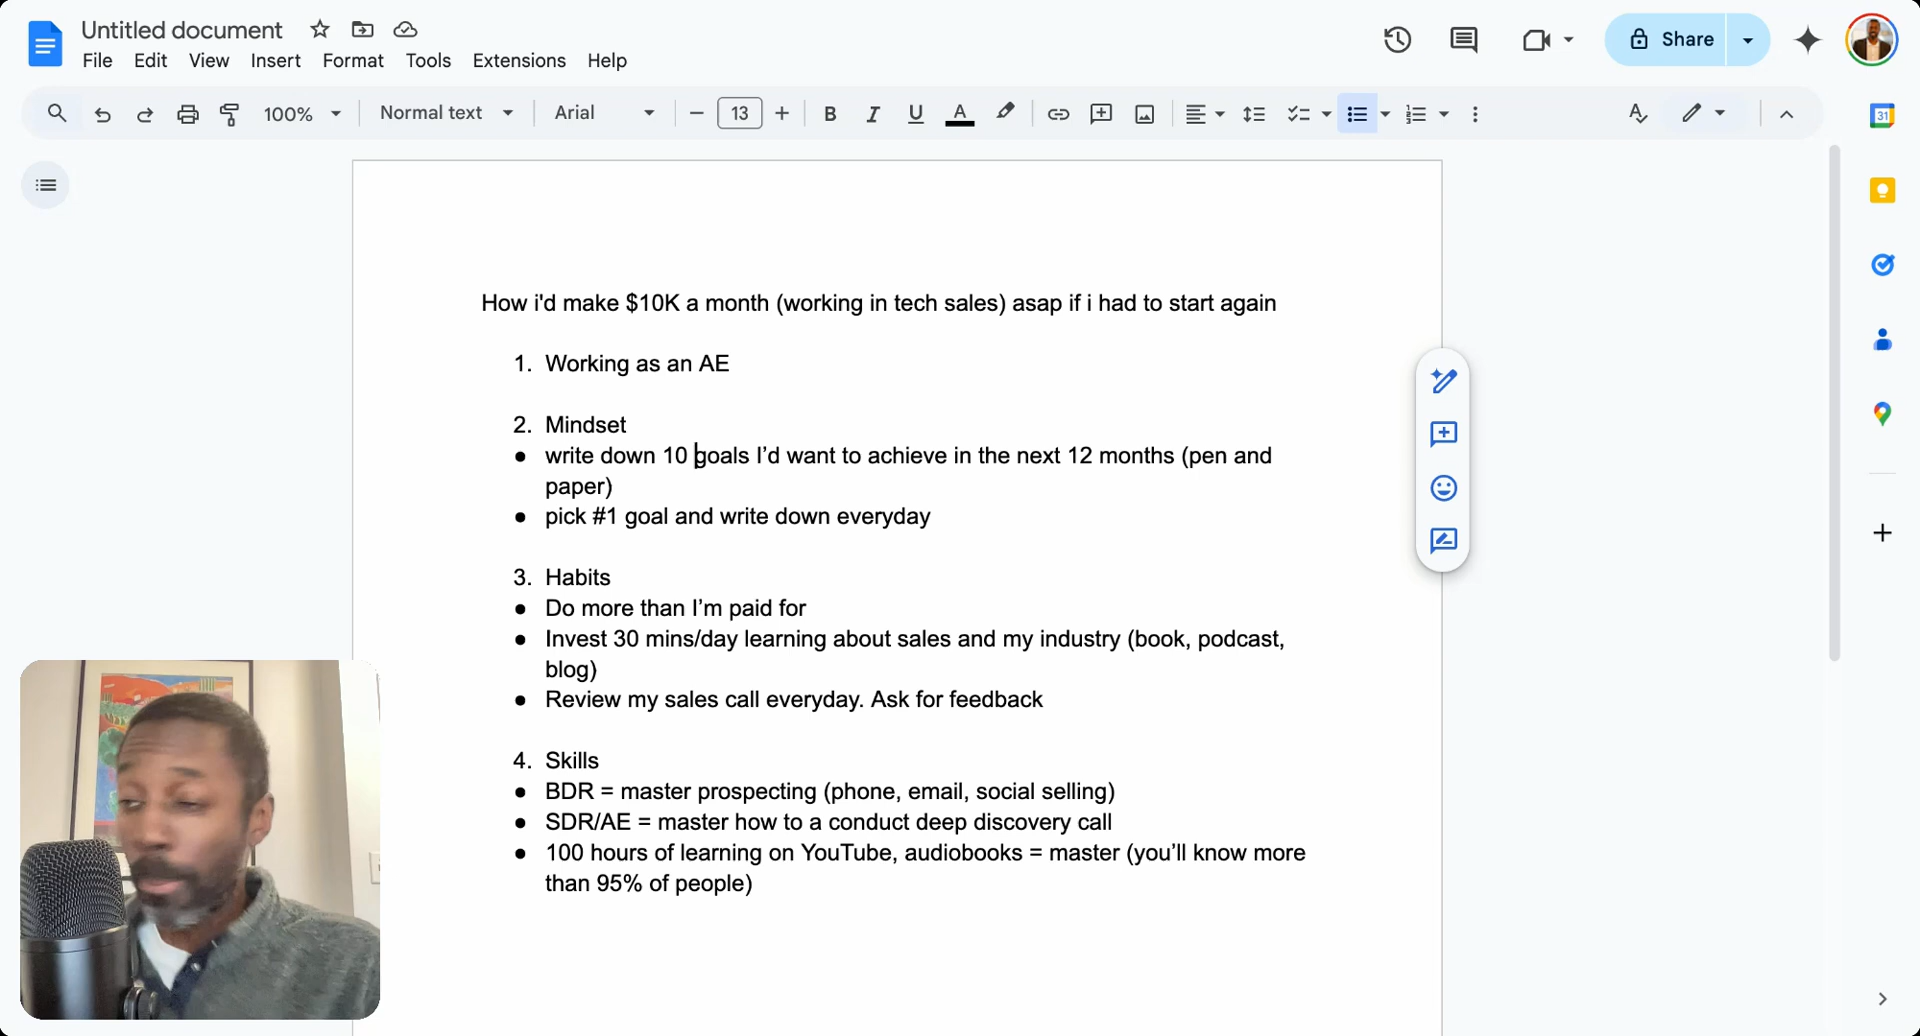 Untitled document
File Edit View Insert Format Tools Extensions Help
Share
100% Normal text Arial 13 B I U A
31
How i'd make $10K a month (working in tech sales) asap if i had to start again
1. Working as an AE
2. Mindset
● write down 10 goals I’d want to achieve in the next 12 months (pen and
paper)
● pick #1 goal and write down everyday
3. Habits
● Do more than I’m paid for
● Invest 30 mins/day learning about sales and my industry (book, podcast,
blog)
● Review my sales call everyday. Ask for feedback
4. Skills
● BDR = master prospecting (phone, email, social selling)
● SDR/AE = master how to a conduct deep discovery call
● 100 hours of learning on YouTube, audiobooks = master (you’ll know more
than 95% of people)